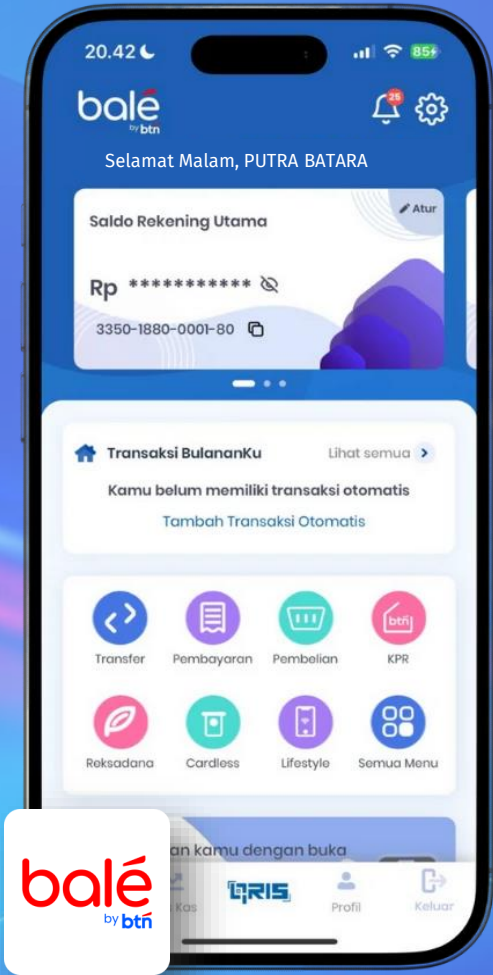 20.42
85
balé
by btn
25
Selamat Malam, PUTRA BATARA
Saldo Rekening Utama
Atur
Rp ***********
3350-1880-0001-80
Transaksi BulananKu
Lihat semua
Kamu belum memiliki transaksi otomatis
Tambah Transaksi Otomatis
Transfer
Pembayaran
btn
Pembelian
KPR
Reksadana
Cardless
Lifestyle
Semua Menu
kamu dengan buka
Kas
QRIS
Profil
Keluar
balé
by btn